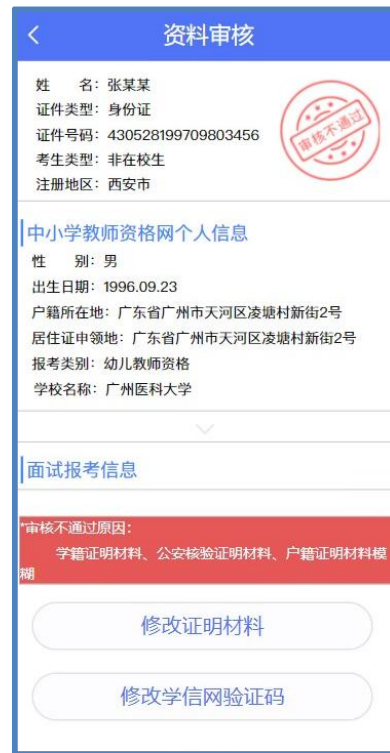 资料审核
姓 名：张某某
证件类型：身份证
证件号码：430528199709803456
考生类型：非在校生
注册地区：西安市
审核不通过
中小学教师资格网个人信息
性 别：男
出生日期：1996.09.23
户籍所在地：广东省广州市天河区凌塘村新街2号
居住证申领地：广东省广州市天河区凌塘村新街2号
报考类别：幼儿教师资格
学校名称：广州医科大学
面试报考信息
*审核不通过原因：
学籍证明材料、公安核验证明材料、户籍证明材料模
糊
修改证明材料
修改学信网验证码